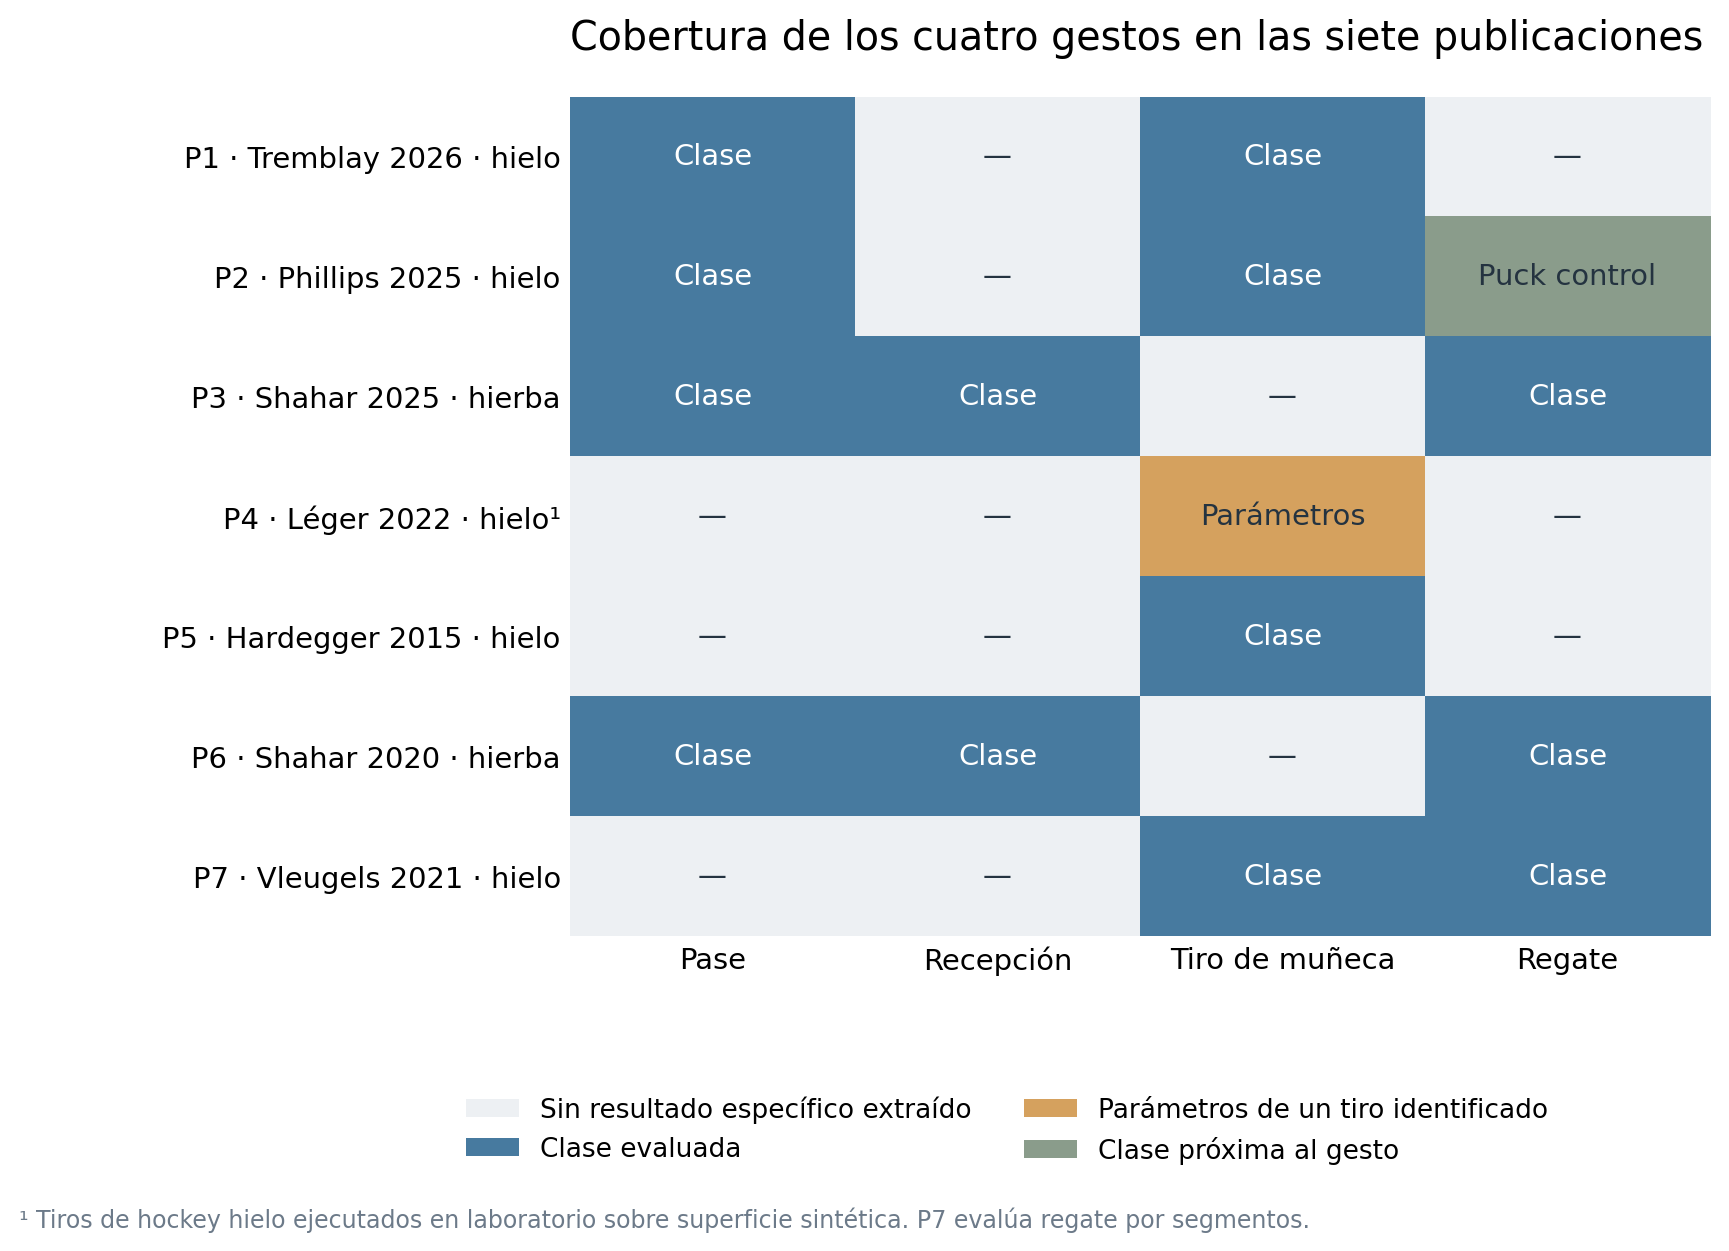 Cobertura de los cuatro gestos en las siete publicaciones
P1 · Tremblay 2026 · hielo Clase — Clase —
P2 · Phillips 2025 · hielo Clase — Clase Puck control
P3 · Shahar 2025 · hierba Clase Clase — Clase
P4 · Léger 2022 · hielo¹ — — Parámetros —
P5 · Hardegger 2015 · hielo — — Clase —
P6 · Shahar 2020 · hierba Clase Clase — Clase
P7 · Vleugels 2021 · hielo — — Clase Clase
Pase Recepción Tiro de muñeca Regate
Sin resultado específico extraído Parámetros de un tiro identificado
Clase evaluada Clase próxima al gesto
¹ Tiros de hockey hielo ejecutados en laboratorio sobre superficie sintética. P7 evalúa regate por segmentos.